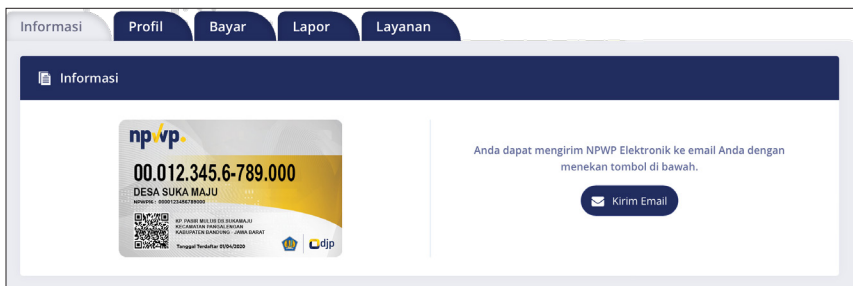 Informasi
Profil
Bayar
Lapor
Layanan
Informasi
npwp.
00.012.345.6-789.000
DESA SUKA MAJU
NPWP16 : 0000123456789000
KP. PASIR MULUS DS.SUKAMAJU
KECAMATAN PANGALENGAN
KABUPATEN BANDUNG - JAWA BARAT
Tanggal Terdaftar 01/04/2020
djp
Anda dapat mengirim NPWP Elektronik ke email Anda dengan
menekan tombol di bawah.
Kirim Email